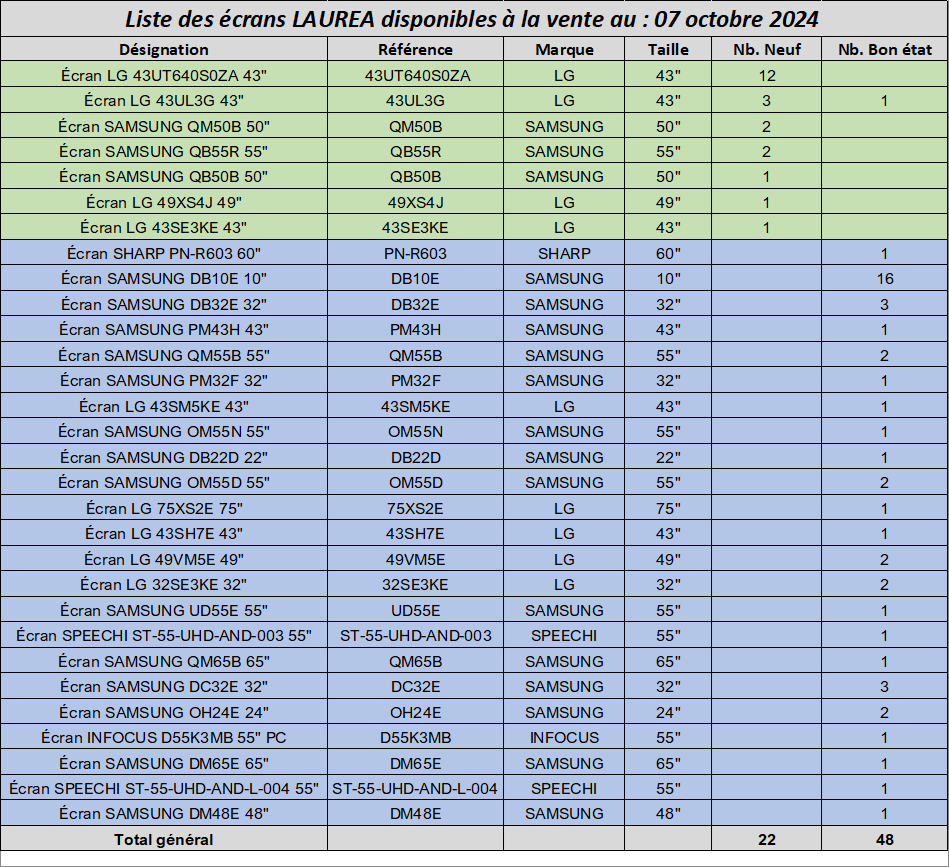 Liste des écrans LAUREA disponibles à la vente au : 07 octobre 2024
Désignation Référence Marque Taille Nb. Neuf Nb. Bon état
Écran LG 43UT640S0ZA 43" 43UT640S0ZA LG 43" 12
Écran LG 43UL3G 43" 43UL3G LG 43" 3 1
Écran SAMSUNG QM50B 50" QM50B SAMSUNG 50" 2
Écran SAMSUNG QB55R 55" QB55R SAMSUNG 55" 2
Écran SAMSUNG QB50B 50" QB50B SAMSUNG 50" 1
Écran LG 49XS4J 49" 49XS4J LG 49" 1
Écran LG 43SE3KE 43" 43SE3KE LG 43" 1
Écran SHARP PN-R603 60" PN-R603 SHARP 60" 1
Écran SAMSUNG DB10E 10" DB10E SAMSUNG 10" 16
Écran SAMSUNG DB32E 32" DB32E SAMSUNG 32" 3
Écran SAMSUNG PM43H 43" PM43H SAMSUNG 43" 1
Écran SAMSUNG QM55B 55" QM55B SAMSUNG 55" 2
Écran SAMSUNG PM32F 32" PM32F SAMSUNG 32" 1
Écran LG 43SM5KE 43" 43SM5KE LG 43" 1
Écran SAMSUNG OM55N 55" OM55N SAMSUNG 55" 1
Écran SAMSUNG DB22D 22" DB22D SAMSUNG 22" 1
Écran SAMSUNG OM55D 55" OM55D SAMSUNG 55" 2
Écran LG 75XS2E 75" 75XS2E LG 75" 1
Écran LG 43SH7E 43" 43SH7E LG 43" 1
Écran LG 49VM5E 49" 49VM5E LG 49" 2
Écran LG 32SE3KE 32" 32SE3KE LG 32" 2
Écran SAMSUNG UD55E 55" UD55E SAMSUNG 55" 1
Écran SPEECHI ST-55-UHD-AND-003 55" ST-55-UHD-AND-003 SPEECHI 55" 1
Écran SAMSUNG QM65B 65" QM65B SAMSUNG 65" 1
Écran SAMSUNG DC32E 32" DC32E SAMSUNG 32" 3
Écran SAMSUNG OH24E 24" OH24E SAMSUNG 24" 2
Écran INFOCUS D55K3MB 55" PC D55K3MB INFOCUS 55" 1
Écran SAMSUNG DM65E 65" DM65E SAMSUNG 65" 1
Écran SPEECHI ST-55-UHD-AND-L-004 55" ST-55-UHD-AND-L-004 SPEECHI 55" 1
Écran SAMSUNG DM48E 48" DM48E SAMSUNG 48" 1
Total général 22 48